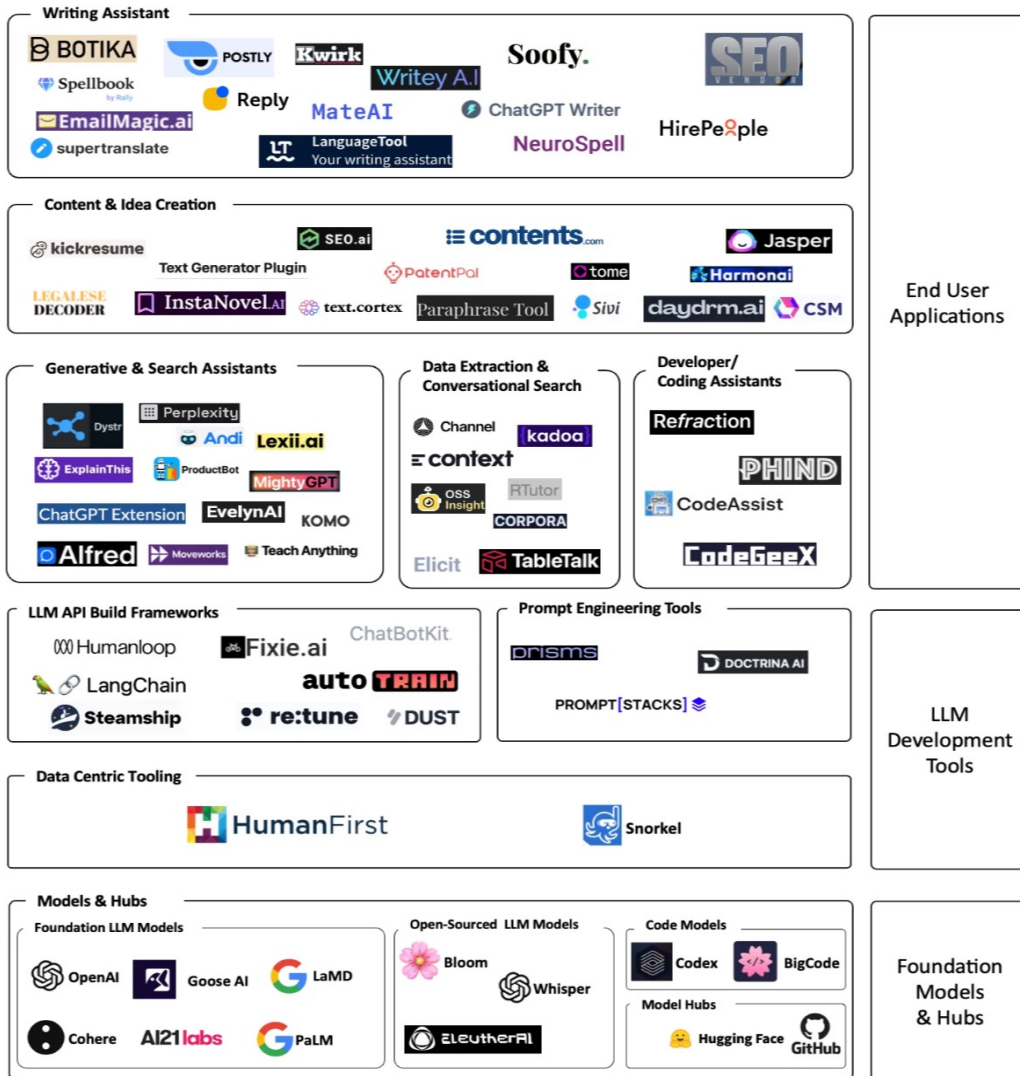 Writing Assistant
BOTIKA
POSTLY
Kwirk
Writey A.I
Soofy.
SEO
VENDOR
Spellbook
by Rally
Reply
MateAI
ChatGPT Writer
HirePeople
EmailMagic.ai
supertranslate
LT
LanguageTool
Your writing assistant
NeuroSpell
Content & Idea Creation
kickresume
SEO.ai
contents.com
Jasper
Text Generator Plugin
PatentPal
tome
Harmonai
LEGALESE
DECODER
InstaNovel.AI
text.cortex
Paraphrase Tool
Sivi
daydrm.ai
CSM
End User
Applications
Generative & Search Assistants
Dystr
Perplexity
Andi
Lexii.ai
ExplainThis
ProductBot
MightyGPT
ChatGPT Extension
EvelynAI
KOMO
Alfred
Moveworks
Teach Anything
Data Extraction &
Conversational Search
Channel
kadoa
context
OSS
Insight
RTutor
CORPORA
Elicit
TableTalk
Developer/
Coding Assistants
Refraction
PHIND
CodeAssist
CodeGeeX
LLM API Build Frameworks
Humanloop
Fixie.ai
ChatBotKit.
LangChain
auto TRAIN
Steamship
re:tune
DUST
Prompt Engineering Tools
prisms
DOCTRINA AI
PROMPT[STACKS]
LLM
Development
Tools
Data Centric Tooling
HumanFirst
Snorkel
Models & Hubs
Foundation LLM Models
OpenAI
Goose AI
LaMD
Cohere
AI21labs
PaLM
Open-Sourced LLM Models
Bloom
Whisper
EleutherAI
Code Models
Codex
BigCode
Model Hubs
Hugging Face
GitHub
Foundation
Models
& Hubs